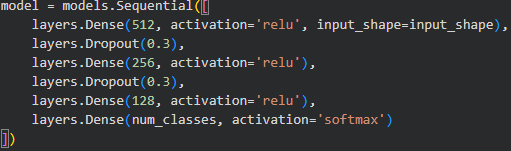 model = models.Sequential([
    layers.Dense(512, activation='relu', input_shape=input_shape),
    layers.Dropout(0.3),
    layers.Dense(256, activation='relu'),
    layers.Dropout(0.3),
    layers.Dense(128, activation='relu'),
    layers.Dense(num_classes, activation='softmax')
])